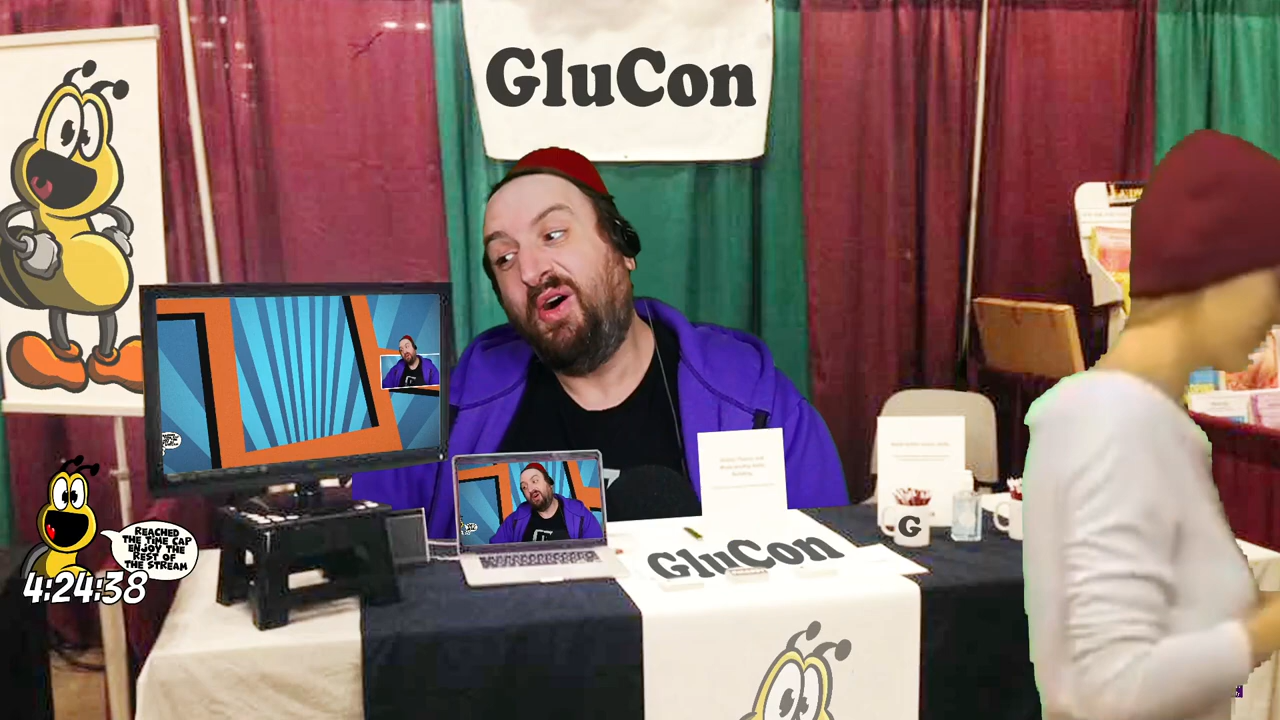 GluCon
REACHED
THE TIME CAP
ENJOY THE
REST OF
THE STREAM
4:24:38
GluCon
G